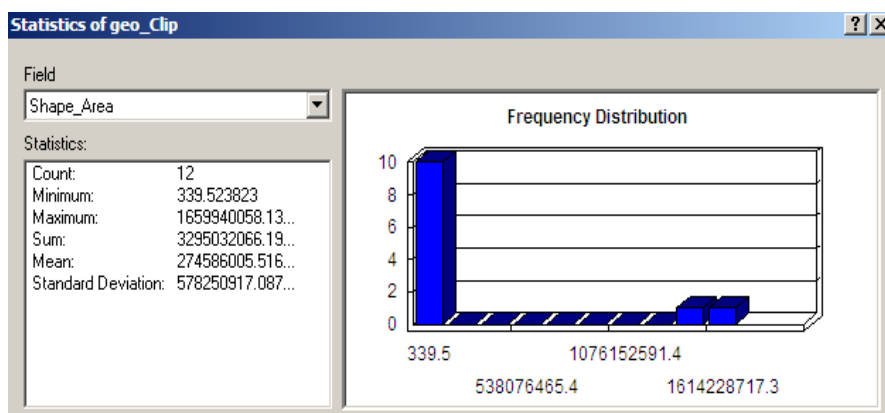 Statistics of geo_Clip
Field
Shape_Area
Statistics:
Count: 12
Minimum: 339.523823
Maximum: 1659940058.13...
Sum: 3295032066.19...
Mean: 274586005.516...
Standard Deviation: 578250917.087...
Frequency Distribution
10
8
6
4
2
0
339.5 1076152591.4
538076465.4 1614228717.3